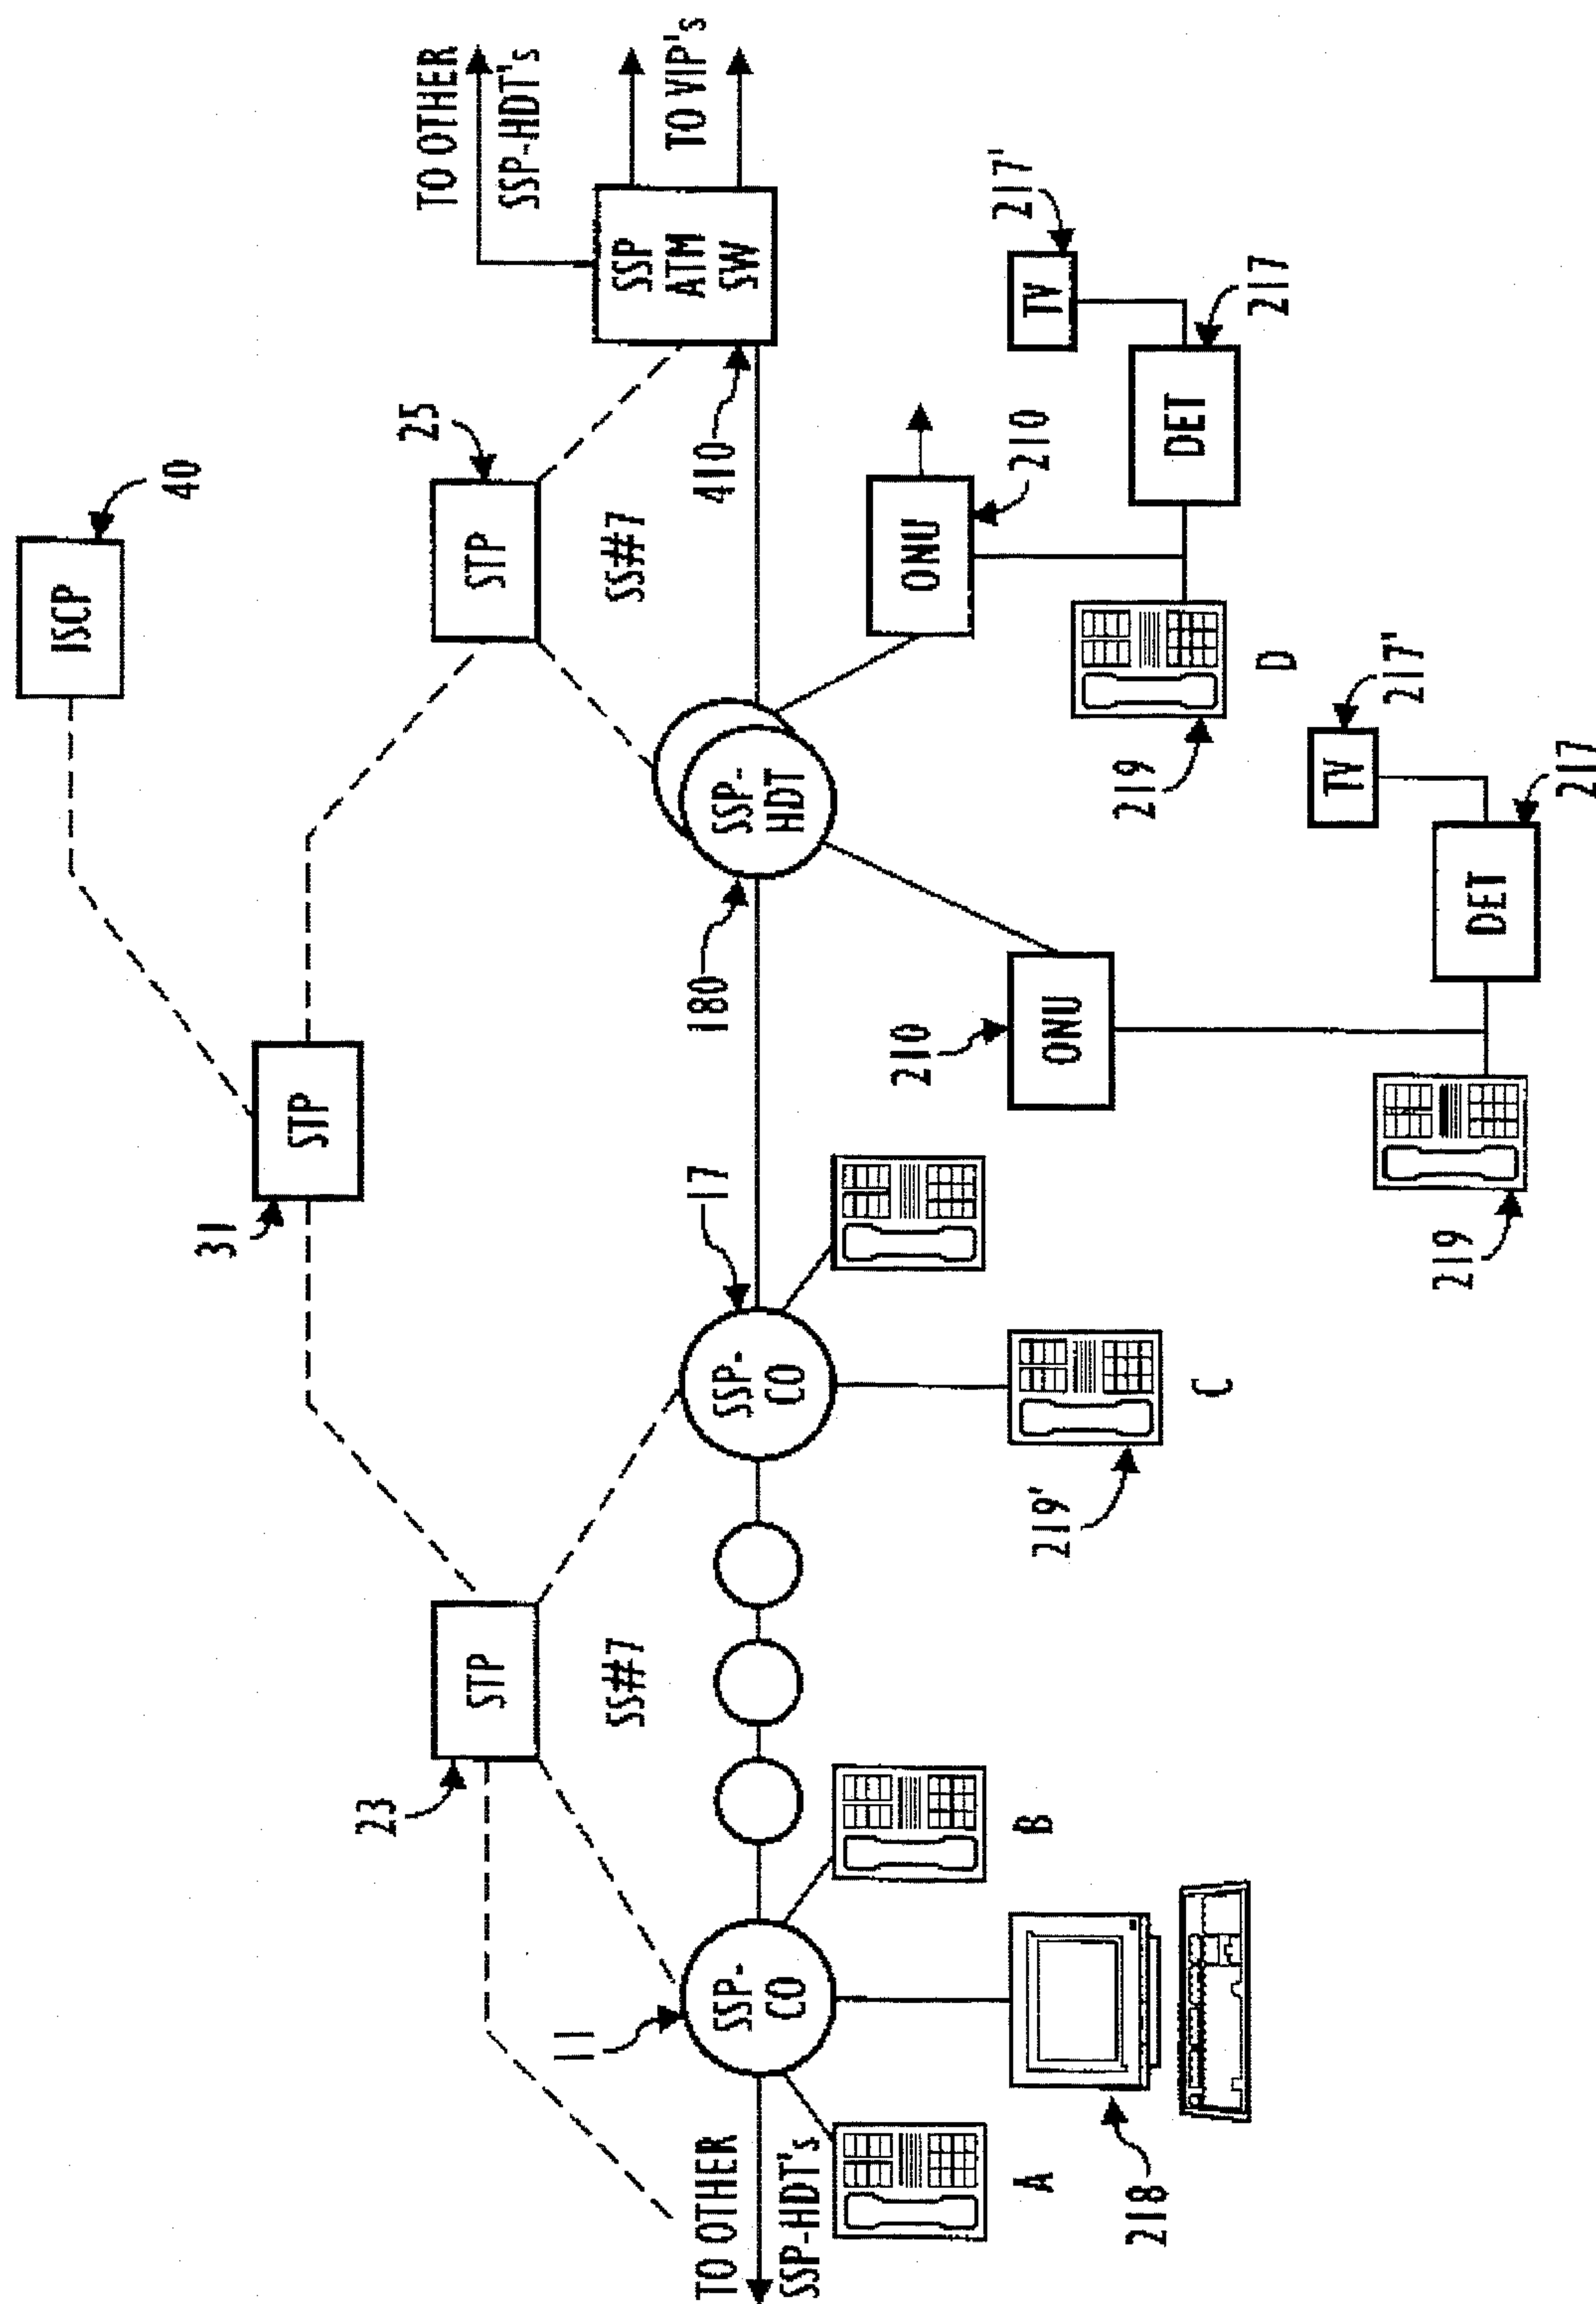 ISCP
40
STP
31
STP
25
STP
23
SS#7
SS#7
TO OTHER
SSP-HDT's
TO VIP's
SSP
ATM
SW
410
SSP-
HDT
180
SSP-
CO
17
SSP-
CO
11
TO OTHER
SSP-HDT's
A
218
B
219'
C
ONU
210
ONU
210
219
D
DET
217
TV
217'
219
DET
217
TV
217'